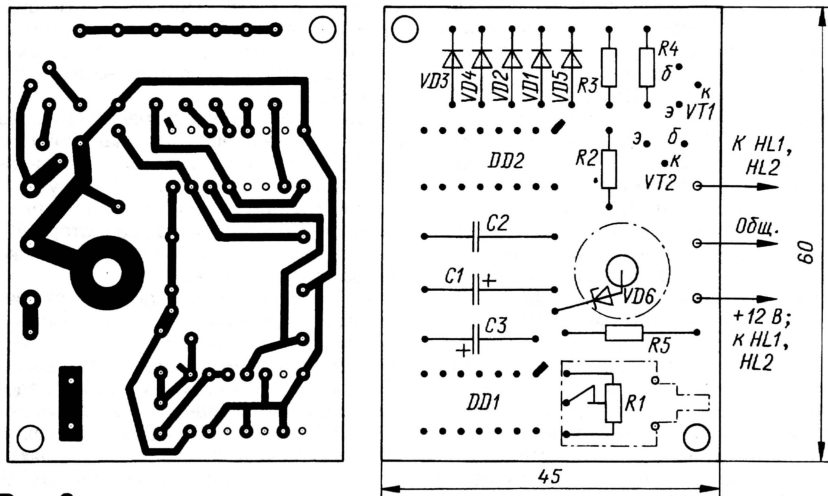 VD3
VD4
VD2
VD1
VD5
R3
R4
б
к
э
VT1
э
б
к
VT2
DD2
R2
К HL1,
HL2
Общ.
C2
C1 +
VD6
+12 В;
к HL1,
HL2
+ C3
R5
DD1
R1
60
45